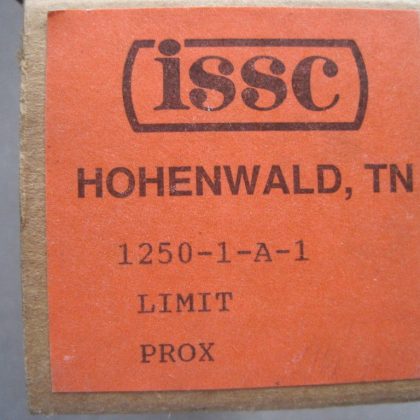 issc
HOHENWALD, TN
1250-1-A-1
LIMIT
PROX